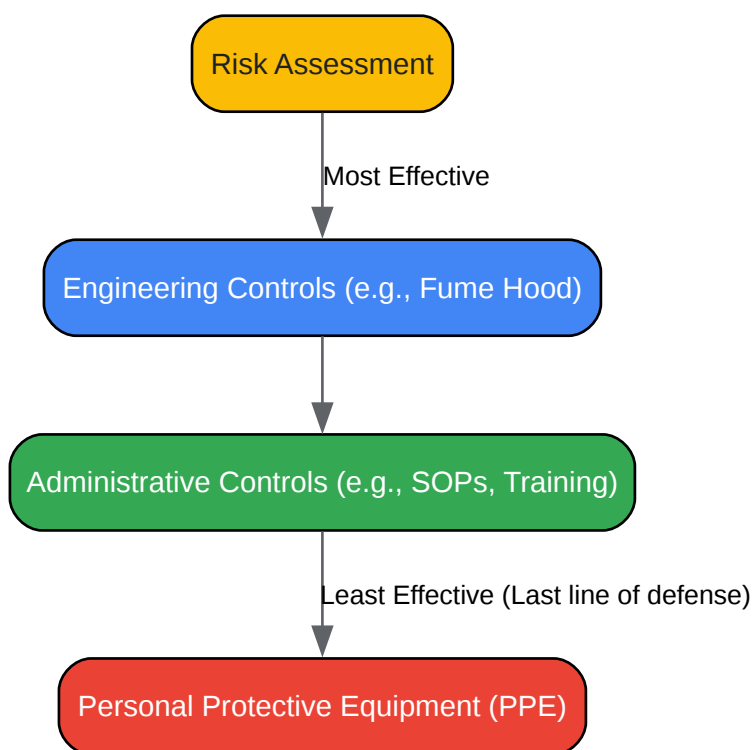 Risk Assessment
Most Effective
Engineering Controls (e.g., Fume Hood)
Administrative Controls (e.g., SOPs, Training)
Least Effective (Last line of defense)
Personal Protective Equipment (PPE)